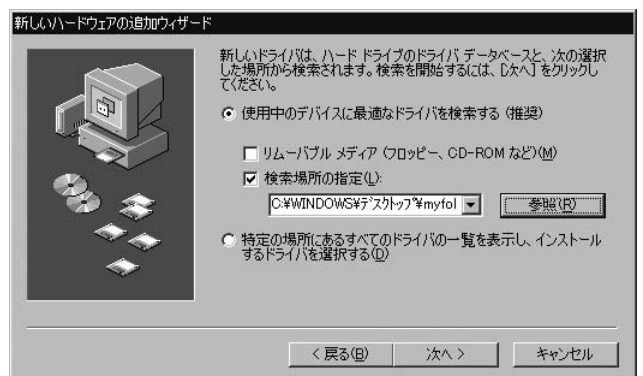 新しいハードウェアの追加ウィザード
新しいドライバは、ハード ドライブのドライバ データベースと、次の選択
した場所から検索されます。検索を開始するには、[次へ] をクリックし
てください。
使用中のデバイスに最適なドライバを検索する (推奨)
リムーバブル メディア (フロッピー、CD-ROM など)(M)
検索場所の指定(L):
C:¥WINDOWS¥デスクトップ¥myfol
参照(R)
特定の場所にあるすべてのドライバの一覧を表示し、インストール
するドライバを選択する(D)
< 戻る(B)
次へ >
キャンセル